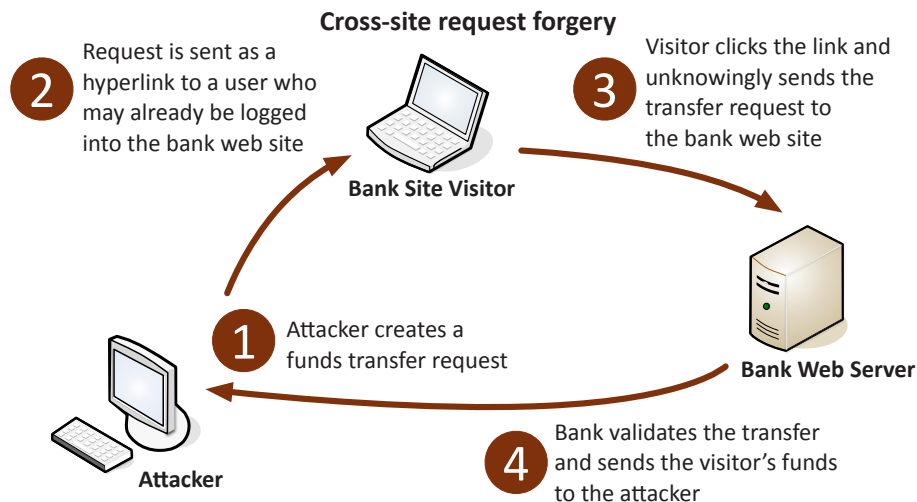 Cross-site request forgery
2
Request is sent as a
hyperlink to a user who
may already be logged
into the bank web site
Bank Site Visitor
3
Visitor clicks the link and
unknowingly sends the
transfer request to
the bank web site
1
Attacker creates a
funds transfer request
Bank Web Server
Attacker
4
Bank validates the transfer
and sends the visitor’s funds
to the attacker